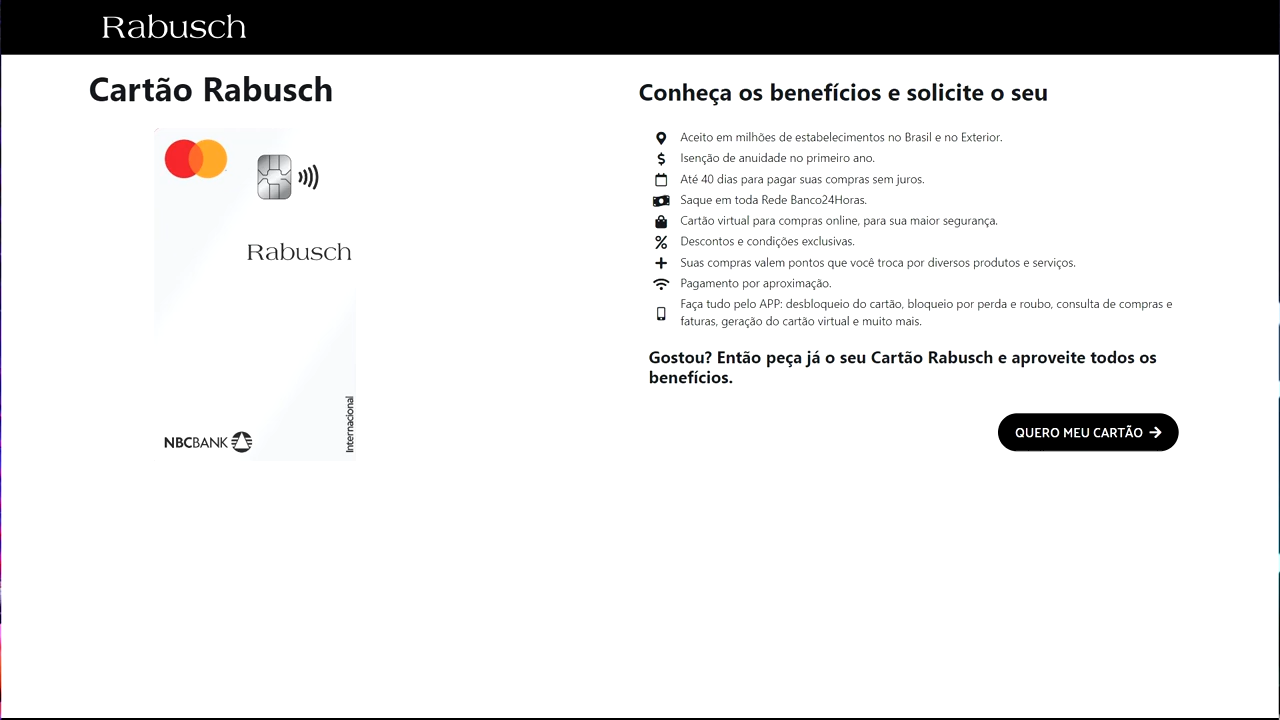 Rabusch
Cartão Rabusch
Rabusch
NBCBANK
Internacional
Conheça os benefícios e solicite o seu
Aceito em milhões de estabelecimentos no Brasil e no Exterior.
Isenção de anuidade no primeiro ano.
Até 40 dias para pagar suas compras sem juros.
Saque em toda Rede Banco24Horas.
Cartão virtual para compras online, para sua maior segurança.
Descontos e condições exclusivas.
Suas compras valem pontos que você troca por diversos produtos e serviços.
Pagamento por aproximação.
Faça tudo pelo APP: desbloqueio do cartão, bloqueio por perda e roubo, consulta de compras e
faturas, geração do cartão virtual e muito mais.
Gostou? Então peça já o seu Cartão Rabusch e aproveite todos os
benefícios.
QUERO MEU CARTÃO